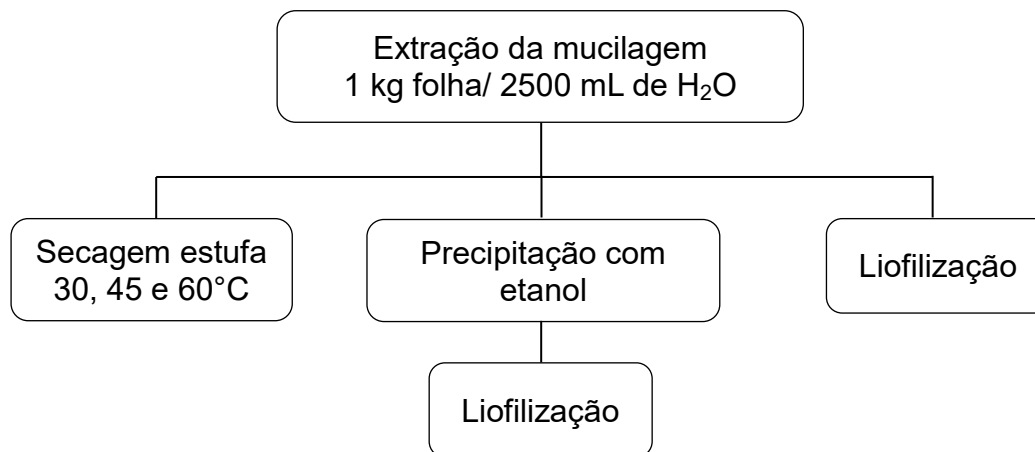 Extração da mucilagem
1 kg folha/ 2500 mL de H₂O
Secagem estufa
30, 45 e 60°C
Precipitação com
etanol
Liofilização
Liofilização